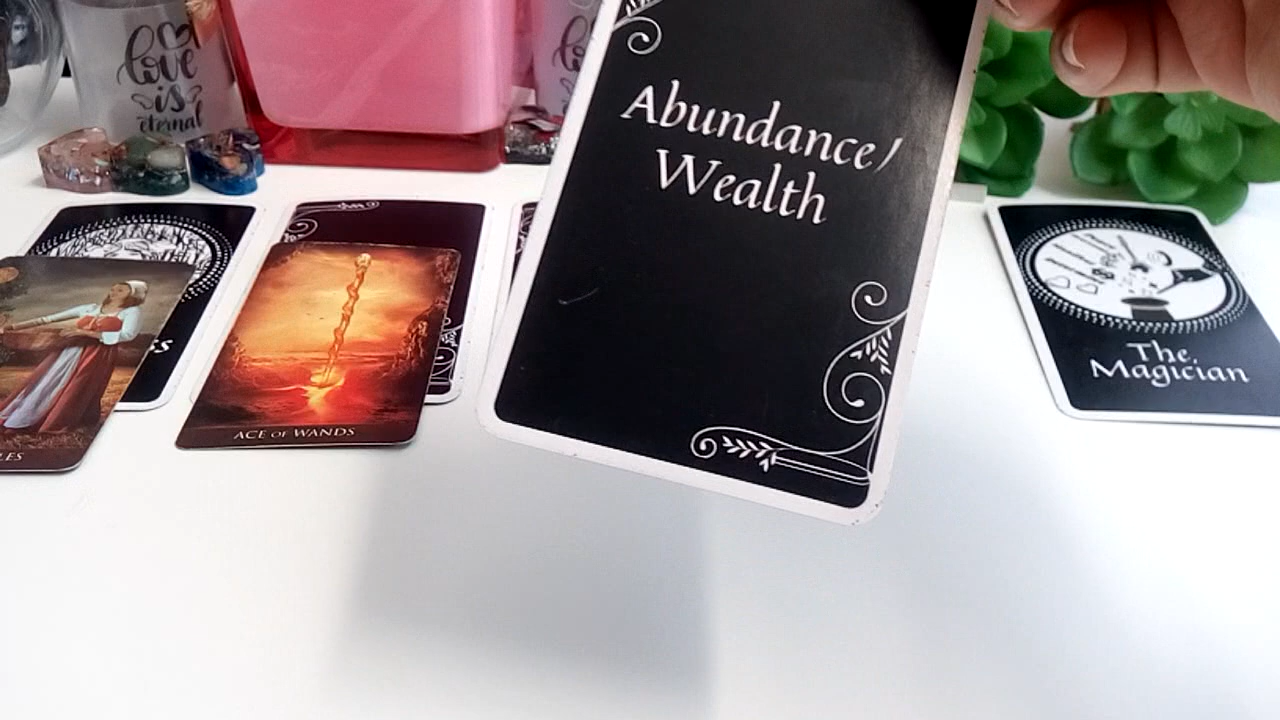 love
is
eternal
Abundance/
Wealth
ACE OF WANDS
The
Magician